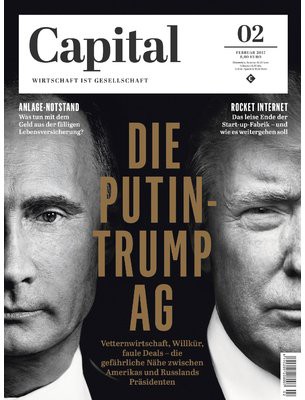 Capital
WIRTSCHAFT IST GESELLSCHAFT
02
FEBRUAR 2017
ANLAGE-NOTSTAND
Was tun mit dem
Geld aus der fälligen
Lebensversicherung?
ROCKET INTERNET
Das leise Ende der
Start-up-Fabrik – und
wie es weitergehen soll
DIE
PUTIN-
TRUMP
AG
Vetternwirtschaft, Willkür,
faule Deals – die
gefährliche Nähe zwischen
Amerikas und Russlands
Präsidenten